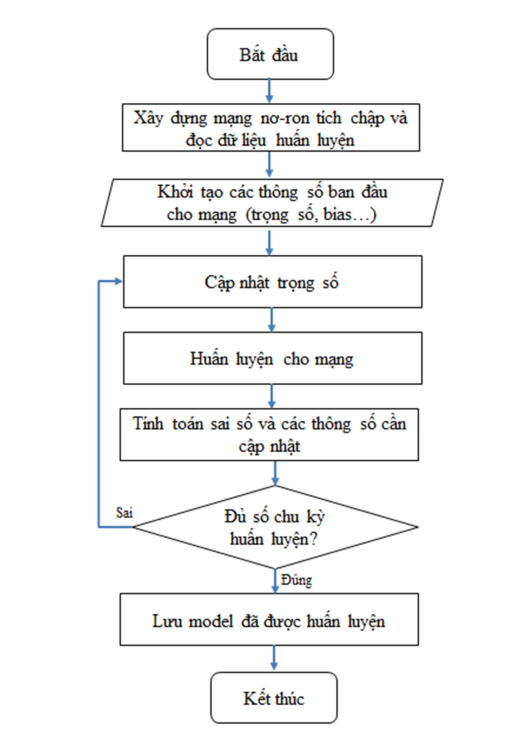 Bắt đầu
Xây dựng mạng nơ-ron tích chập và
đọc dữ liệu huấn luyện
Khởi tạo các thông số ban đầu
cho mạng (trọng số, bias…)
Cập nhật trọng số
Huấn luyện cho mạng
Tính toán sai số và các thông số cần
cập nhật
Sai
Đủ số chu kỳ
huấn luyện?
Đúng
Lưu model đã được huấn luyện
Kết thúc